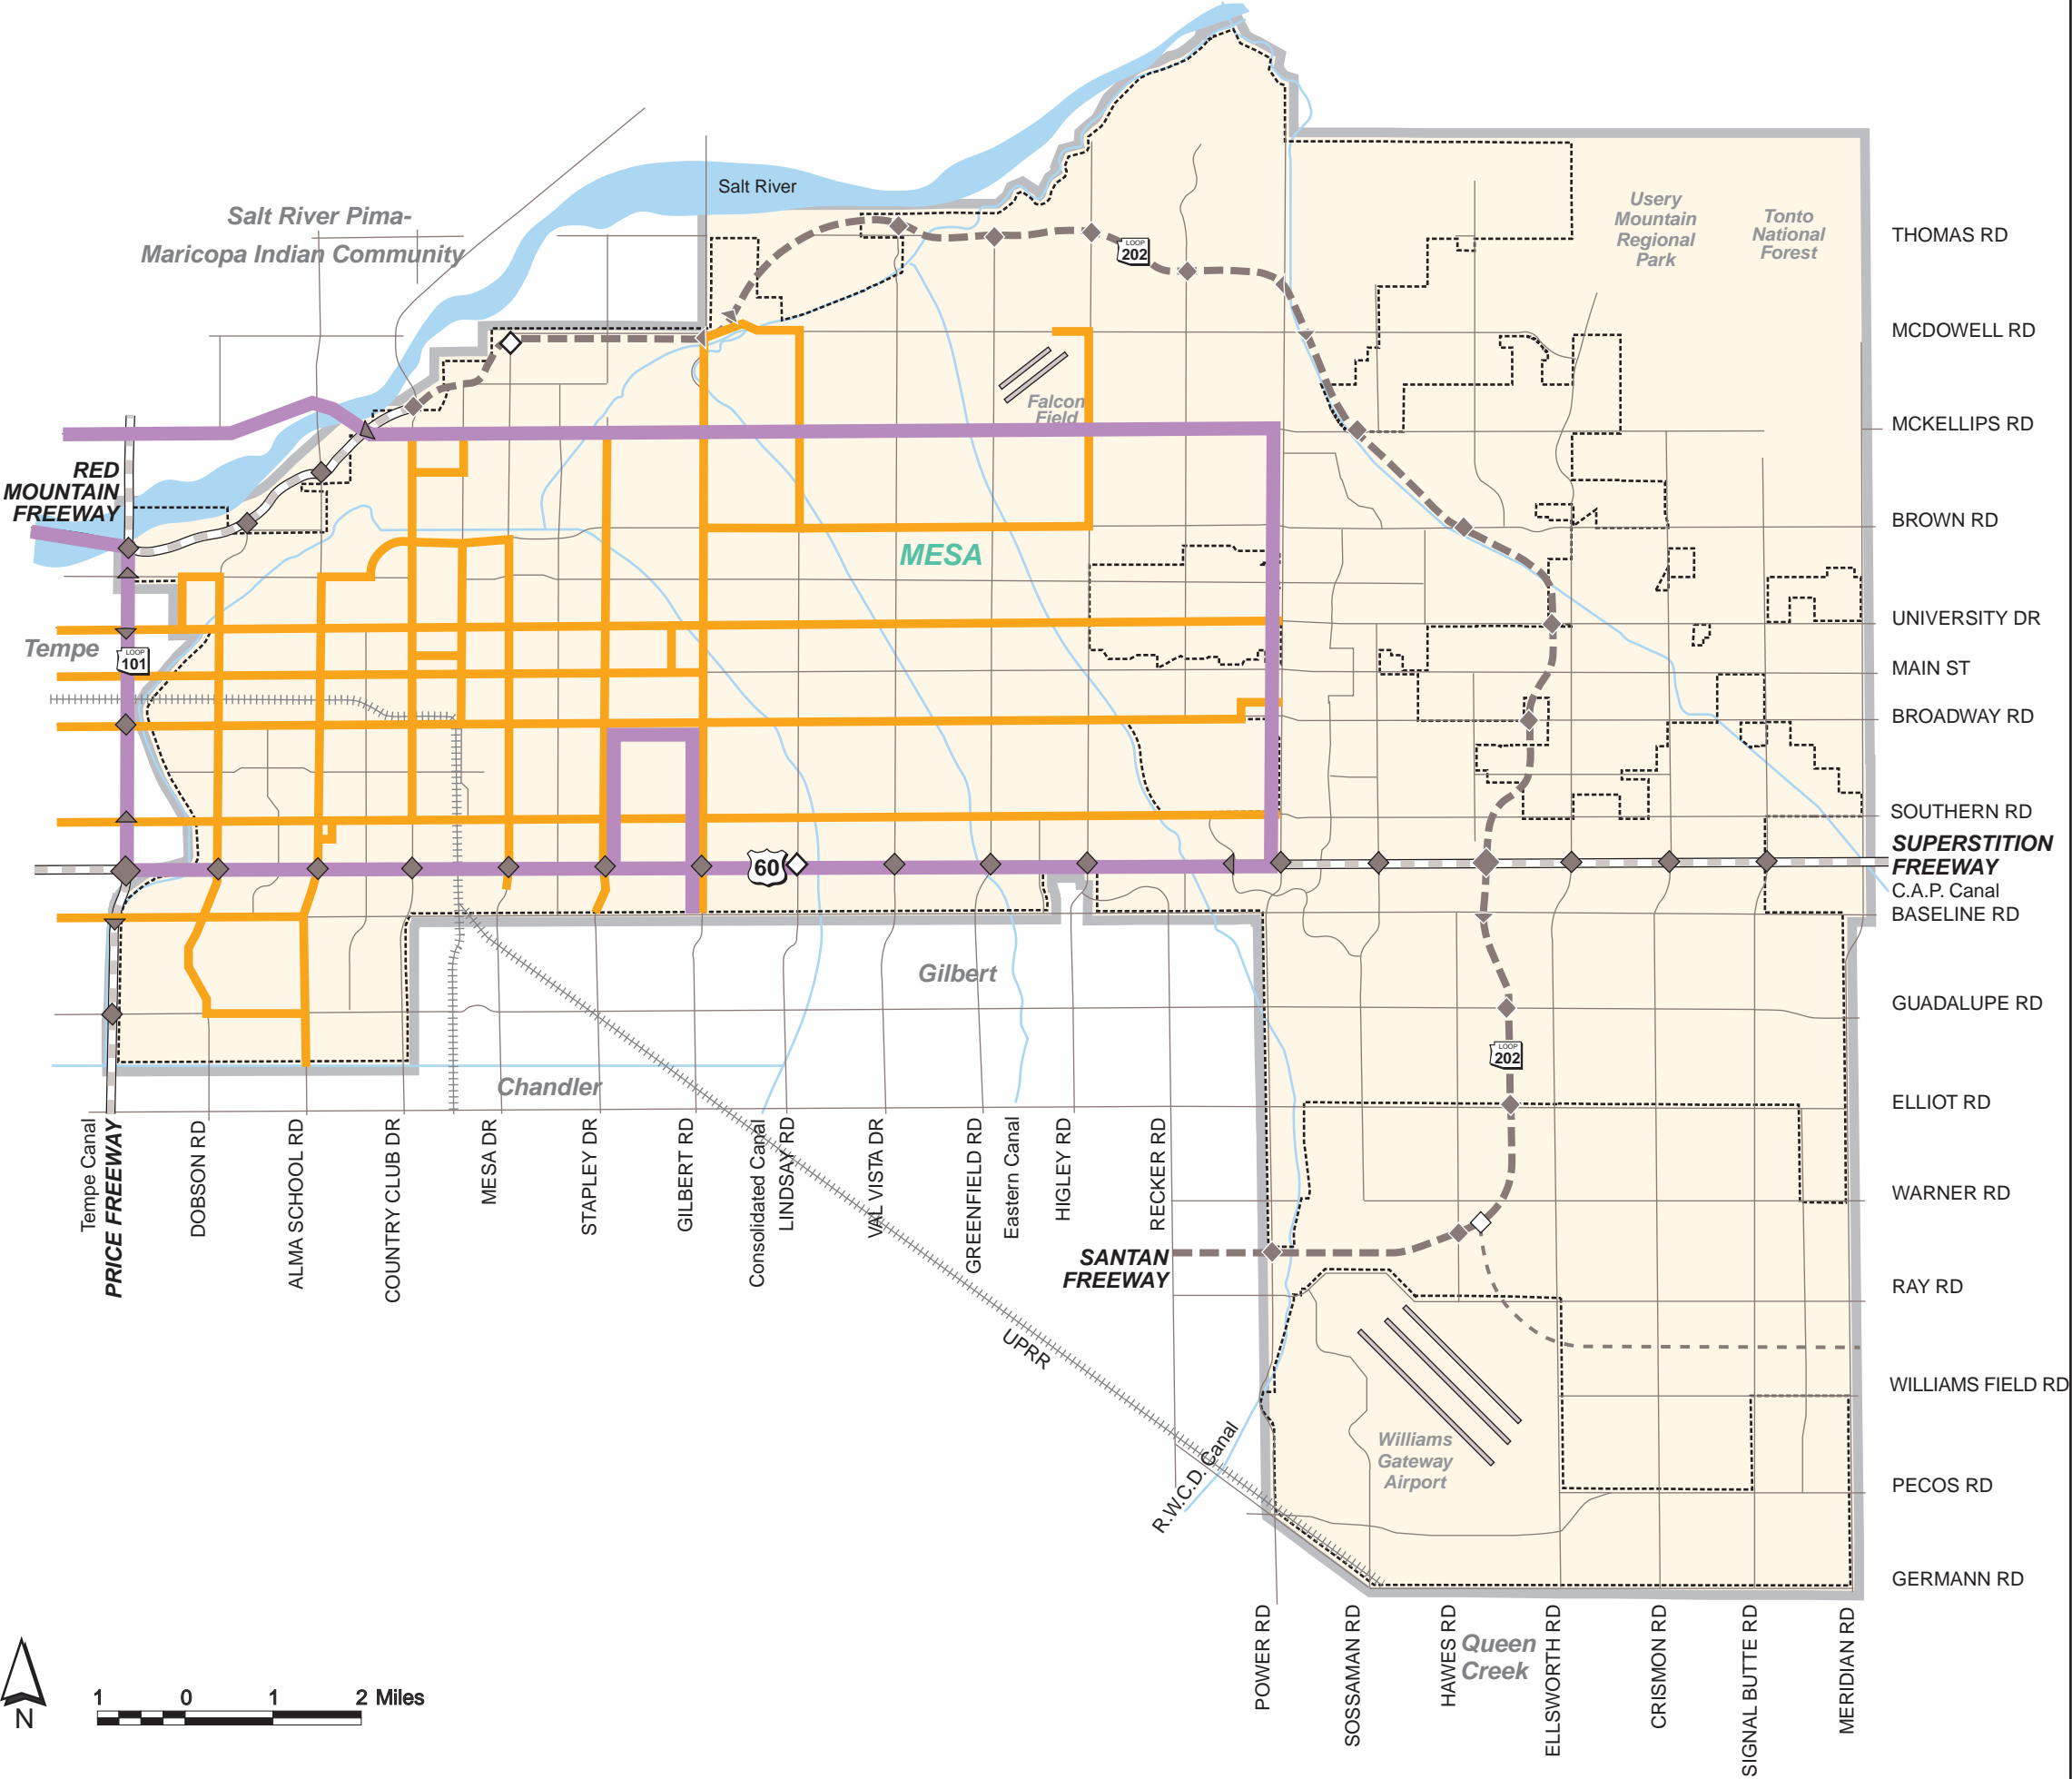 Salt River
Salt River Pima-
Maricopa Indian Community
Usery
Mountain
Regional
Park
Tonto
National
Forest
THOMAS RD
LOOP
202
MCDOWELL RD
Falcon
Field
MCKELLIPS RD
RED
MOUNTAIN
FREEWAY
BROWN RD
MESA
UNIVERSITY DR
Tempe
LOOP
101
MAIN ST
BROADWAY RD
SOUTHERN RD
SUPERSTITION
FREEWAY
60
C.A.P. Canal
BASELINE RD
Gilbert
GUADALUPE RD
LOOP
202
Chandler
ELLIOT RD
Tempe Canal
PRICE FREEWAY
DOBSON RD
ALMA SCHOOL RD
COUNTRY CLUB DR
MESA DR
STAPLEY DR
GILBERT RD
Consolidated Canal
LINDSAY RD
VAL VISTA DR
GREENFIELD RD
Eastern Canal
HIGLEY RD
RECKER RD
WARNER RD
SANTAN
FREEWAY
RAY RD
UPRR
WILLIAMS FIELD RD
R.W.C.D. Canal
Williams
Gateway
Airport
PECOS RD
GERMANN RD
POWER RD
SOSSAMAN RD
HAWES RD
Queen
Creek
ELLSWORTH RD
CRISMON RD
SIGNAL BUTTE RD
MERIDIAN RD
N
1 0 1 2 Miles